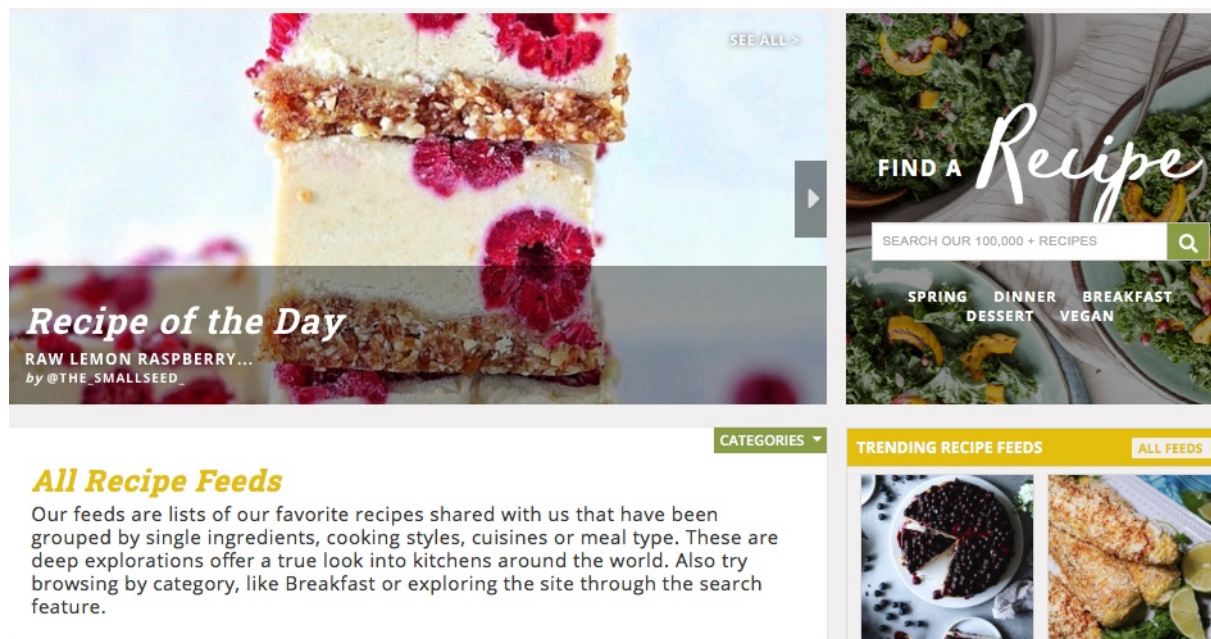 SEE ALL >
Recipe of the Day
RAW LEMON RASPBERRY...
by @THE_SMALLSEED_
FIND A Recipe
SEARCH OUR 100,000 + RECIPES
SPRING DINNER BREAKFAST
DESSERT VEGAN
CATEGORIES
All Recipe Feeds
Our feeds are lists of our favorite recipes shared with us that have been
grouped by single ingredients, cooking styles, cuisines or meal type. These are
deep explorations offer a true look into kitchens around the world. Also try
browsing by category, like Breakfast or exploring the site through the search
feature.
TRENDING RECIPE FEEDS
ALL FEEDS